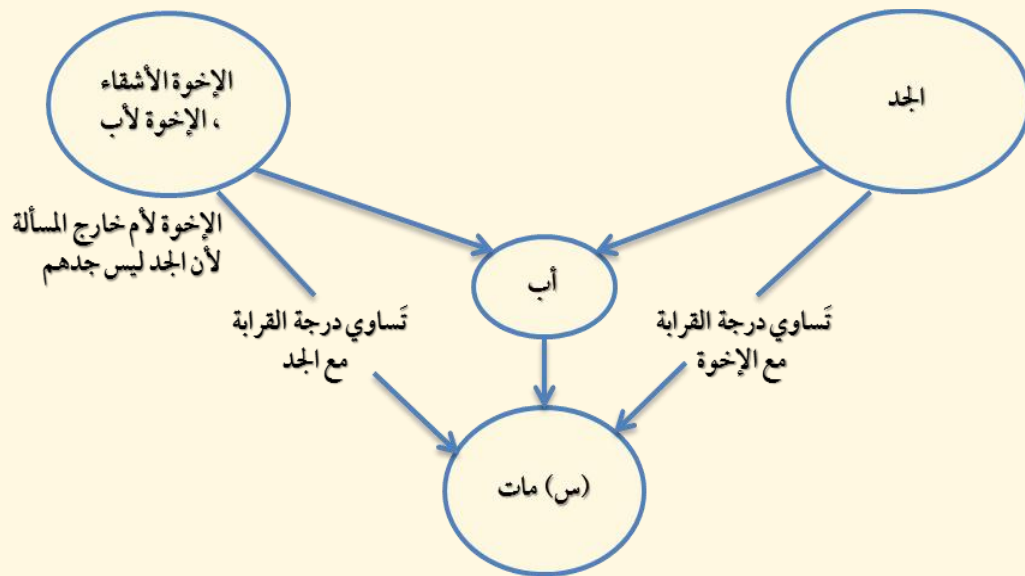 الجد
الإخوة الأشقاء
، الإخوة لأب
الإخوة لأم خارج المسألة
لأن الجد ليس جدهم
أب
تَساوي درجة القرابة
مع الإخوة
تَساوي درجة القرابة
مع الجد
(س) مات